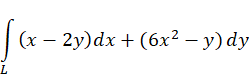 ∫_L (x − 2y)dx + (6x² − y) dy